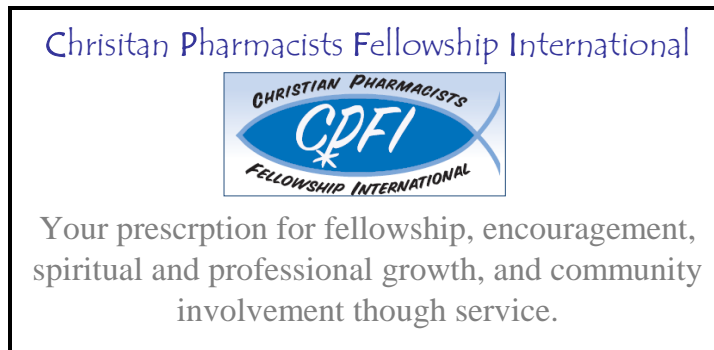 Chrisitan Pharmacists Fellowship International
CHRISTIAN PHARMACISTS
CPFI
FELLOWSHIP INTERNATIONAL
Your prescrption for fellowship, encouragement,
spiritual and professional growth, and community
involvement though service.